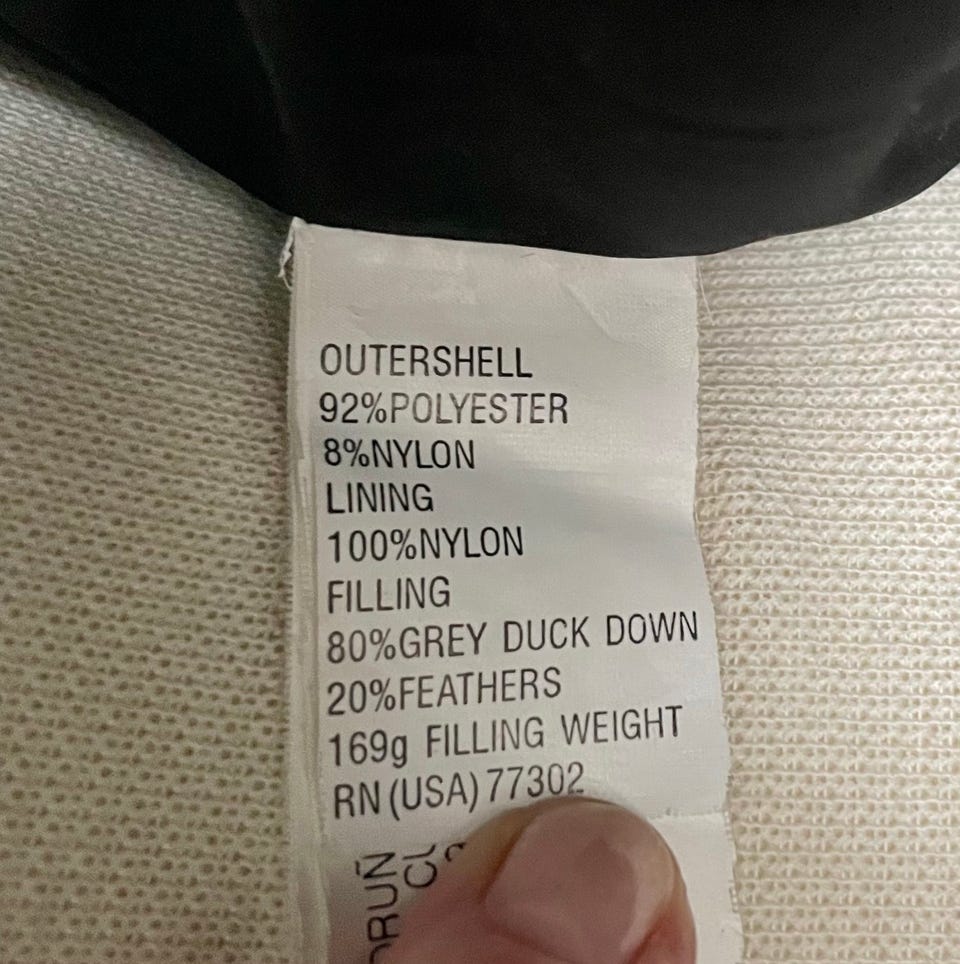 OUTERSHELL
92%POLYESTER
8%NYLON
LINING
100%NYLON
FILLING
80%GREY DUCK DOWN
20%FEATHERS
169g FILLING WEIGHT
RN (USA) 77302